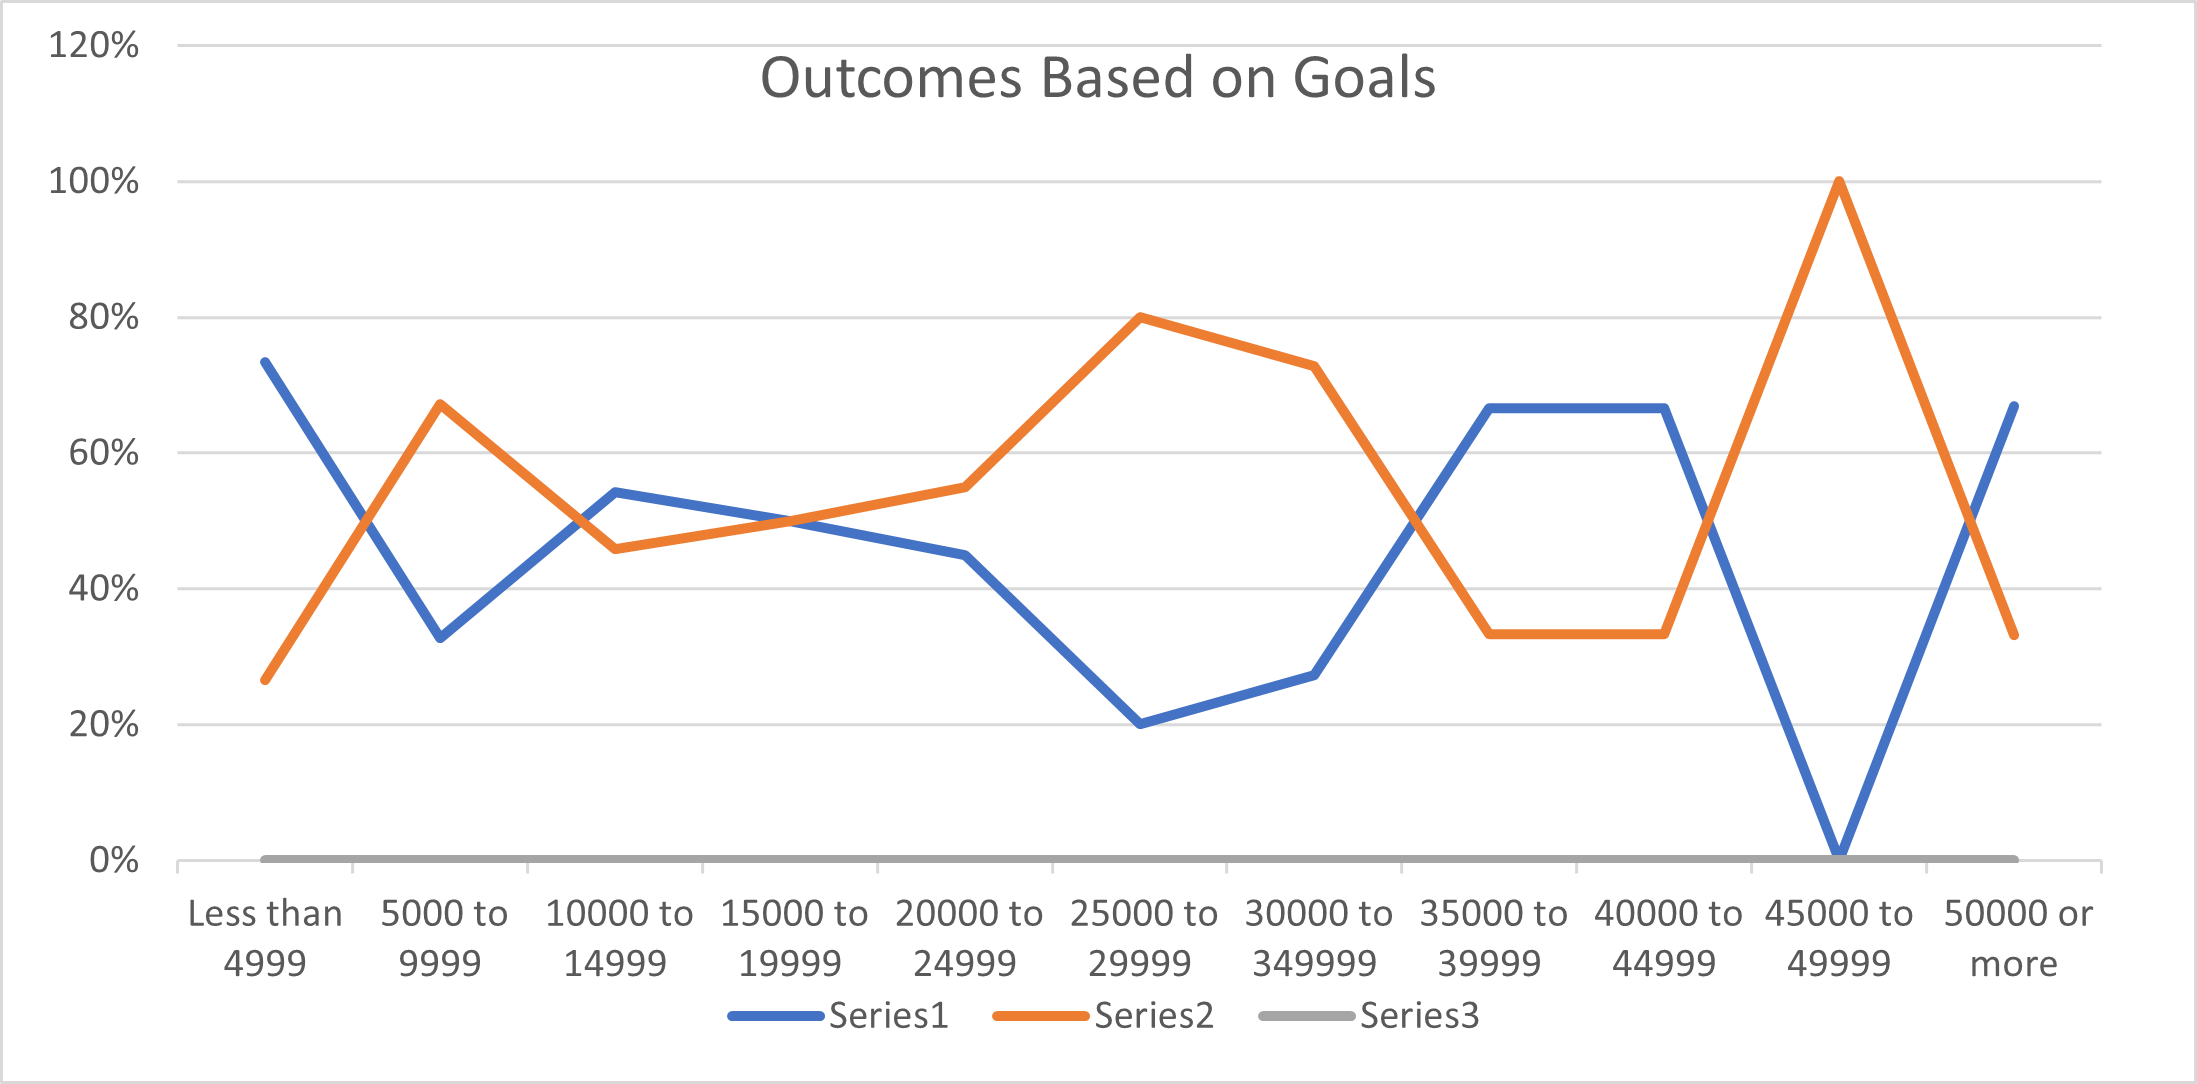 120%
Outcomes Based on Goals
100%
80%
60%
40%
20%
0%
Less than 5000 to 10000 to 15000 to 20000 to 25000 to 30000 to 35000 to 40000 to 45000 to 50000 or
4999 9999 14999 19999 24999 29999 349999 39999 44999 49999 more
Series1 Series2 Series3